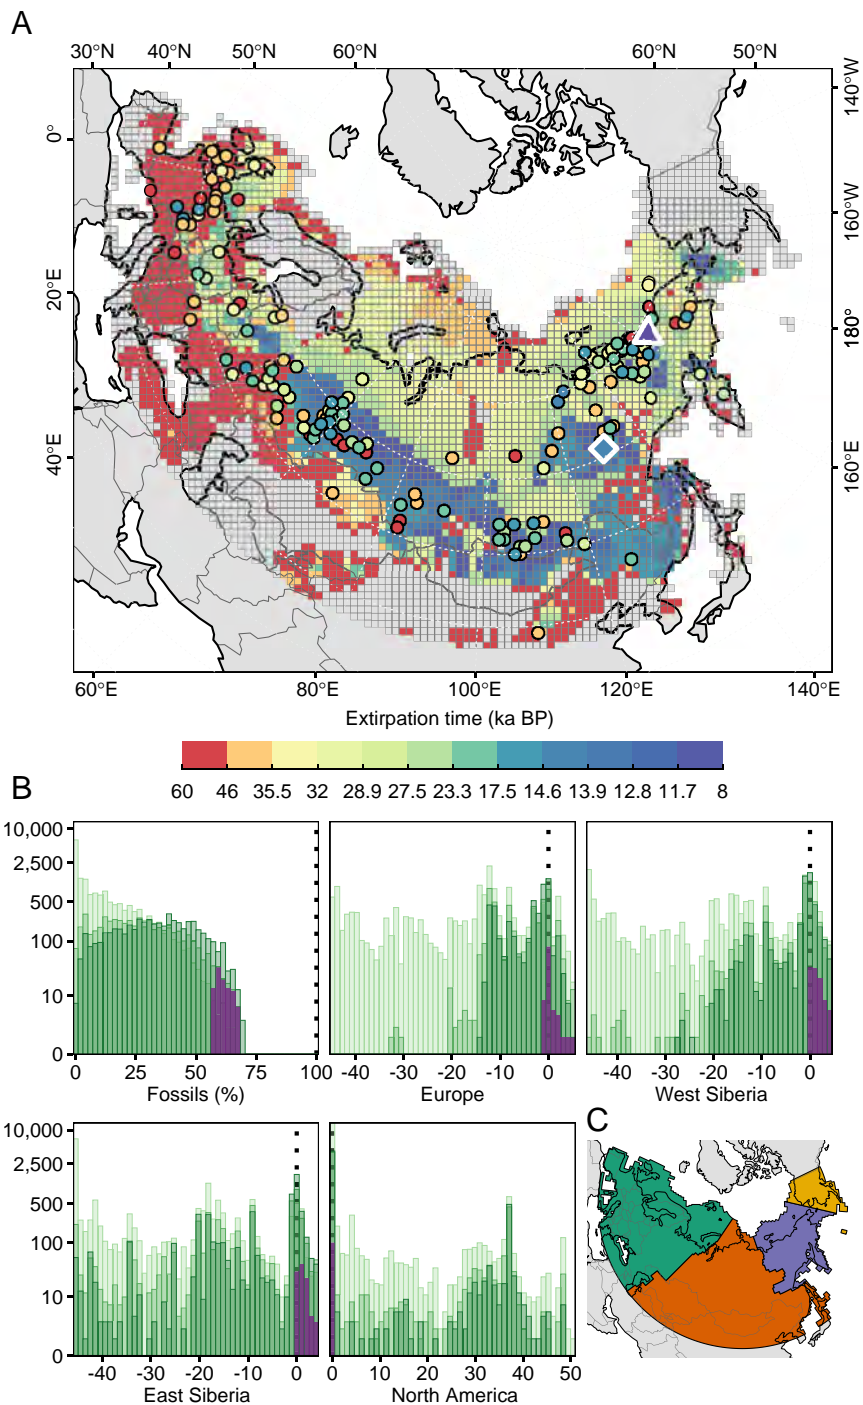 A
30°N 40°N 50°N 60°N 60°N 50°N
140°W
0°
160°W
20°E
180°
40°E
160°E
60°E 80°E 100°E 120°E 140°E
Extirpation time (ka BP)
60 46 35.5 32 28.9 27.5 23.3 17.5 14.6 13.9 12.8 11.7 8
B
10,000
2,500
500
100
10
0
0 25 50 75 100
-40 -30 -20 -10 0
-40 -30 -20 -10 0
Fossils (%)
Europe
West Siberia
10,000
2,500
500
100
10
0
-40 -30 -20 -10 0
0 10 20 30 40 50
East Siberia
North America
C